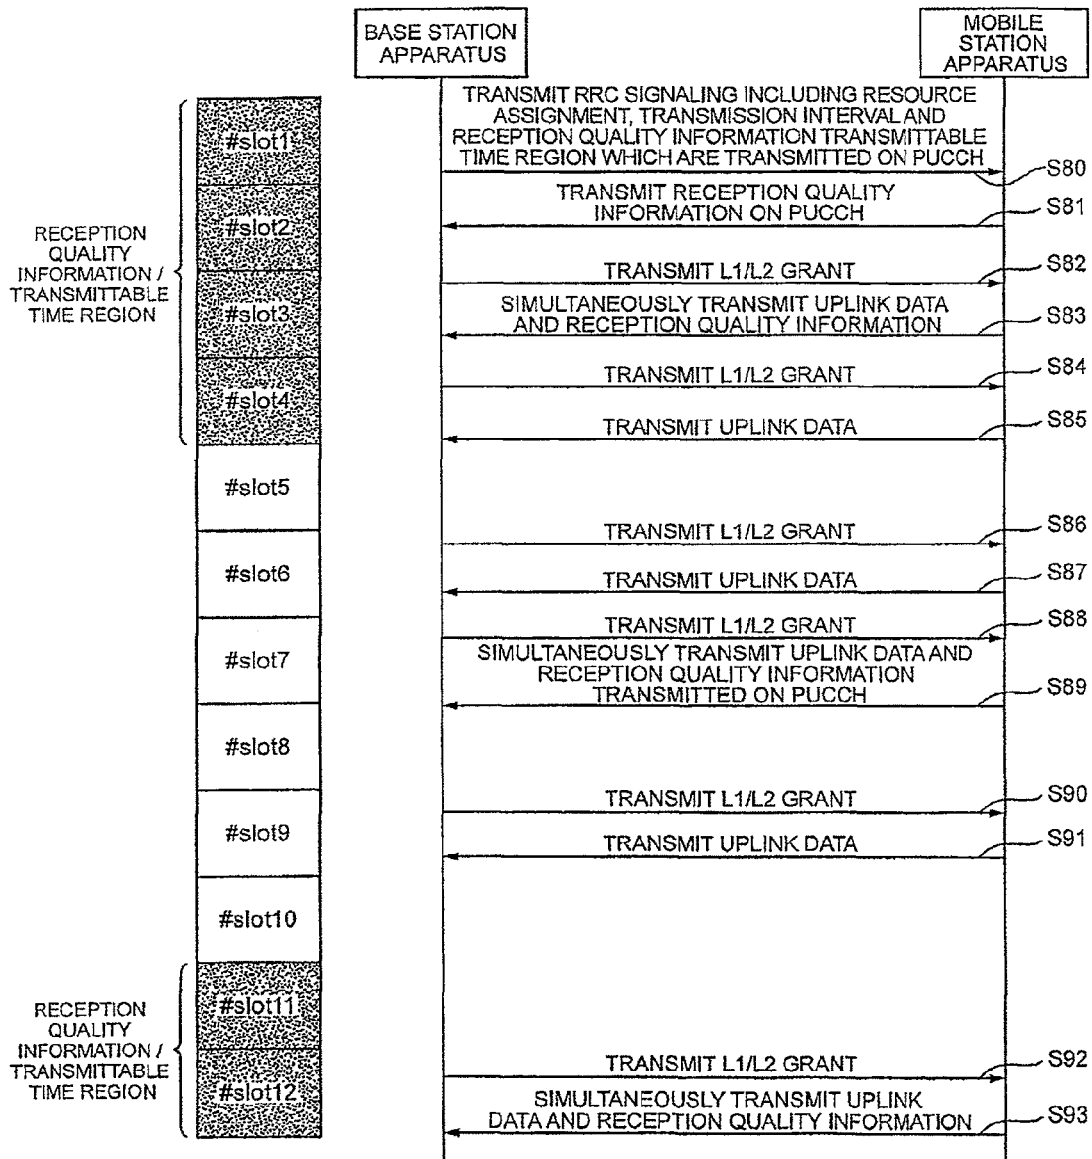 BASE STATION
APPARATUS
MOBILE
STATION
APPARATUS
RECEPTION
QUALITY
INFORMATION /
TRANSMITTABLE
TIME REGION
#slot1
#slot2
#slot3
#slot4
#slot5
#slot6
#slot7
#slot8
#slot9
#slot10
RECEPTION
QUALITY
INFORMATION /
TRANSMITTABLE
TIME REGION
#slot11
#slot12
TRANSMIT RRC SIGNALING INCLUDING RESOURCE
ASSIGNMENT, TRANSMISSION INTERVAL AND
RECEPTION QUALITY INFORMATION TRANSMITTABLE
TIME REGION WHICH ARE TRANSMITTED ON PUCCH
S80
TRANSMIT RECEPTION QUALITY
INFORMATION ON PUCCH
S81
TRANSMIT L1/L2 GRANT
S82
SIMULTANEOUSLY TRANSMIT UPLINK DATA
AND RECEPTION QUALITY INFORMATION
S83
TRANSMIT L1/L2 GRANT
S84
TRANSMIT UPLINK DATA
S85
TRANSMIT L1/L2 GRANT
S86
TRANSMIT UPLINK DATA
S87
TRANSMIT L1/L2 GRANT
S88
SIMULTANEOUSLY TRANSMIT UPLINK DATA AND
RECEPTION QUALITY INFORMATION
TRANSMITTED ON PUCCH
S89
TRANSMIT L1/L2 GRANT
S90
TRANSMIT UPLINK DATA
S91
TRANSMIT L1/L2 GRANT
S92
SIMULTANEOUSLY TRANSMIT UPLINK
DATA AND RECEPTION QUALITY INFORMATION
S93